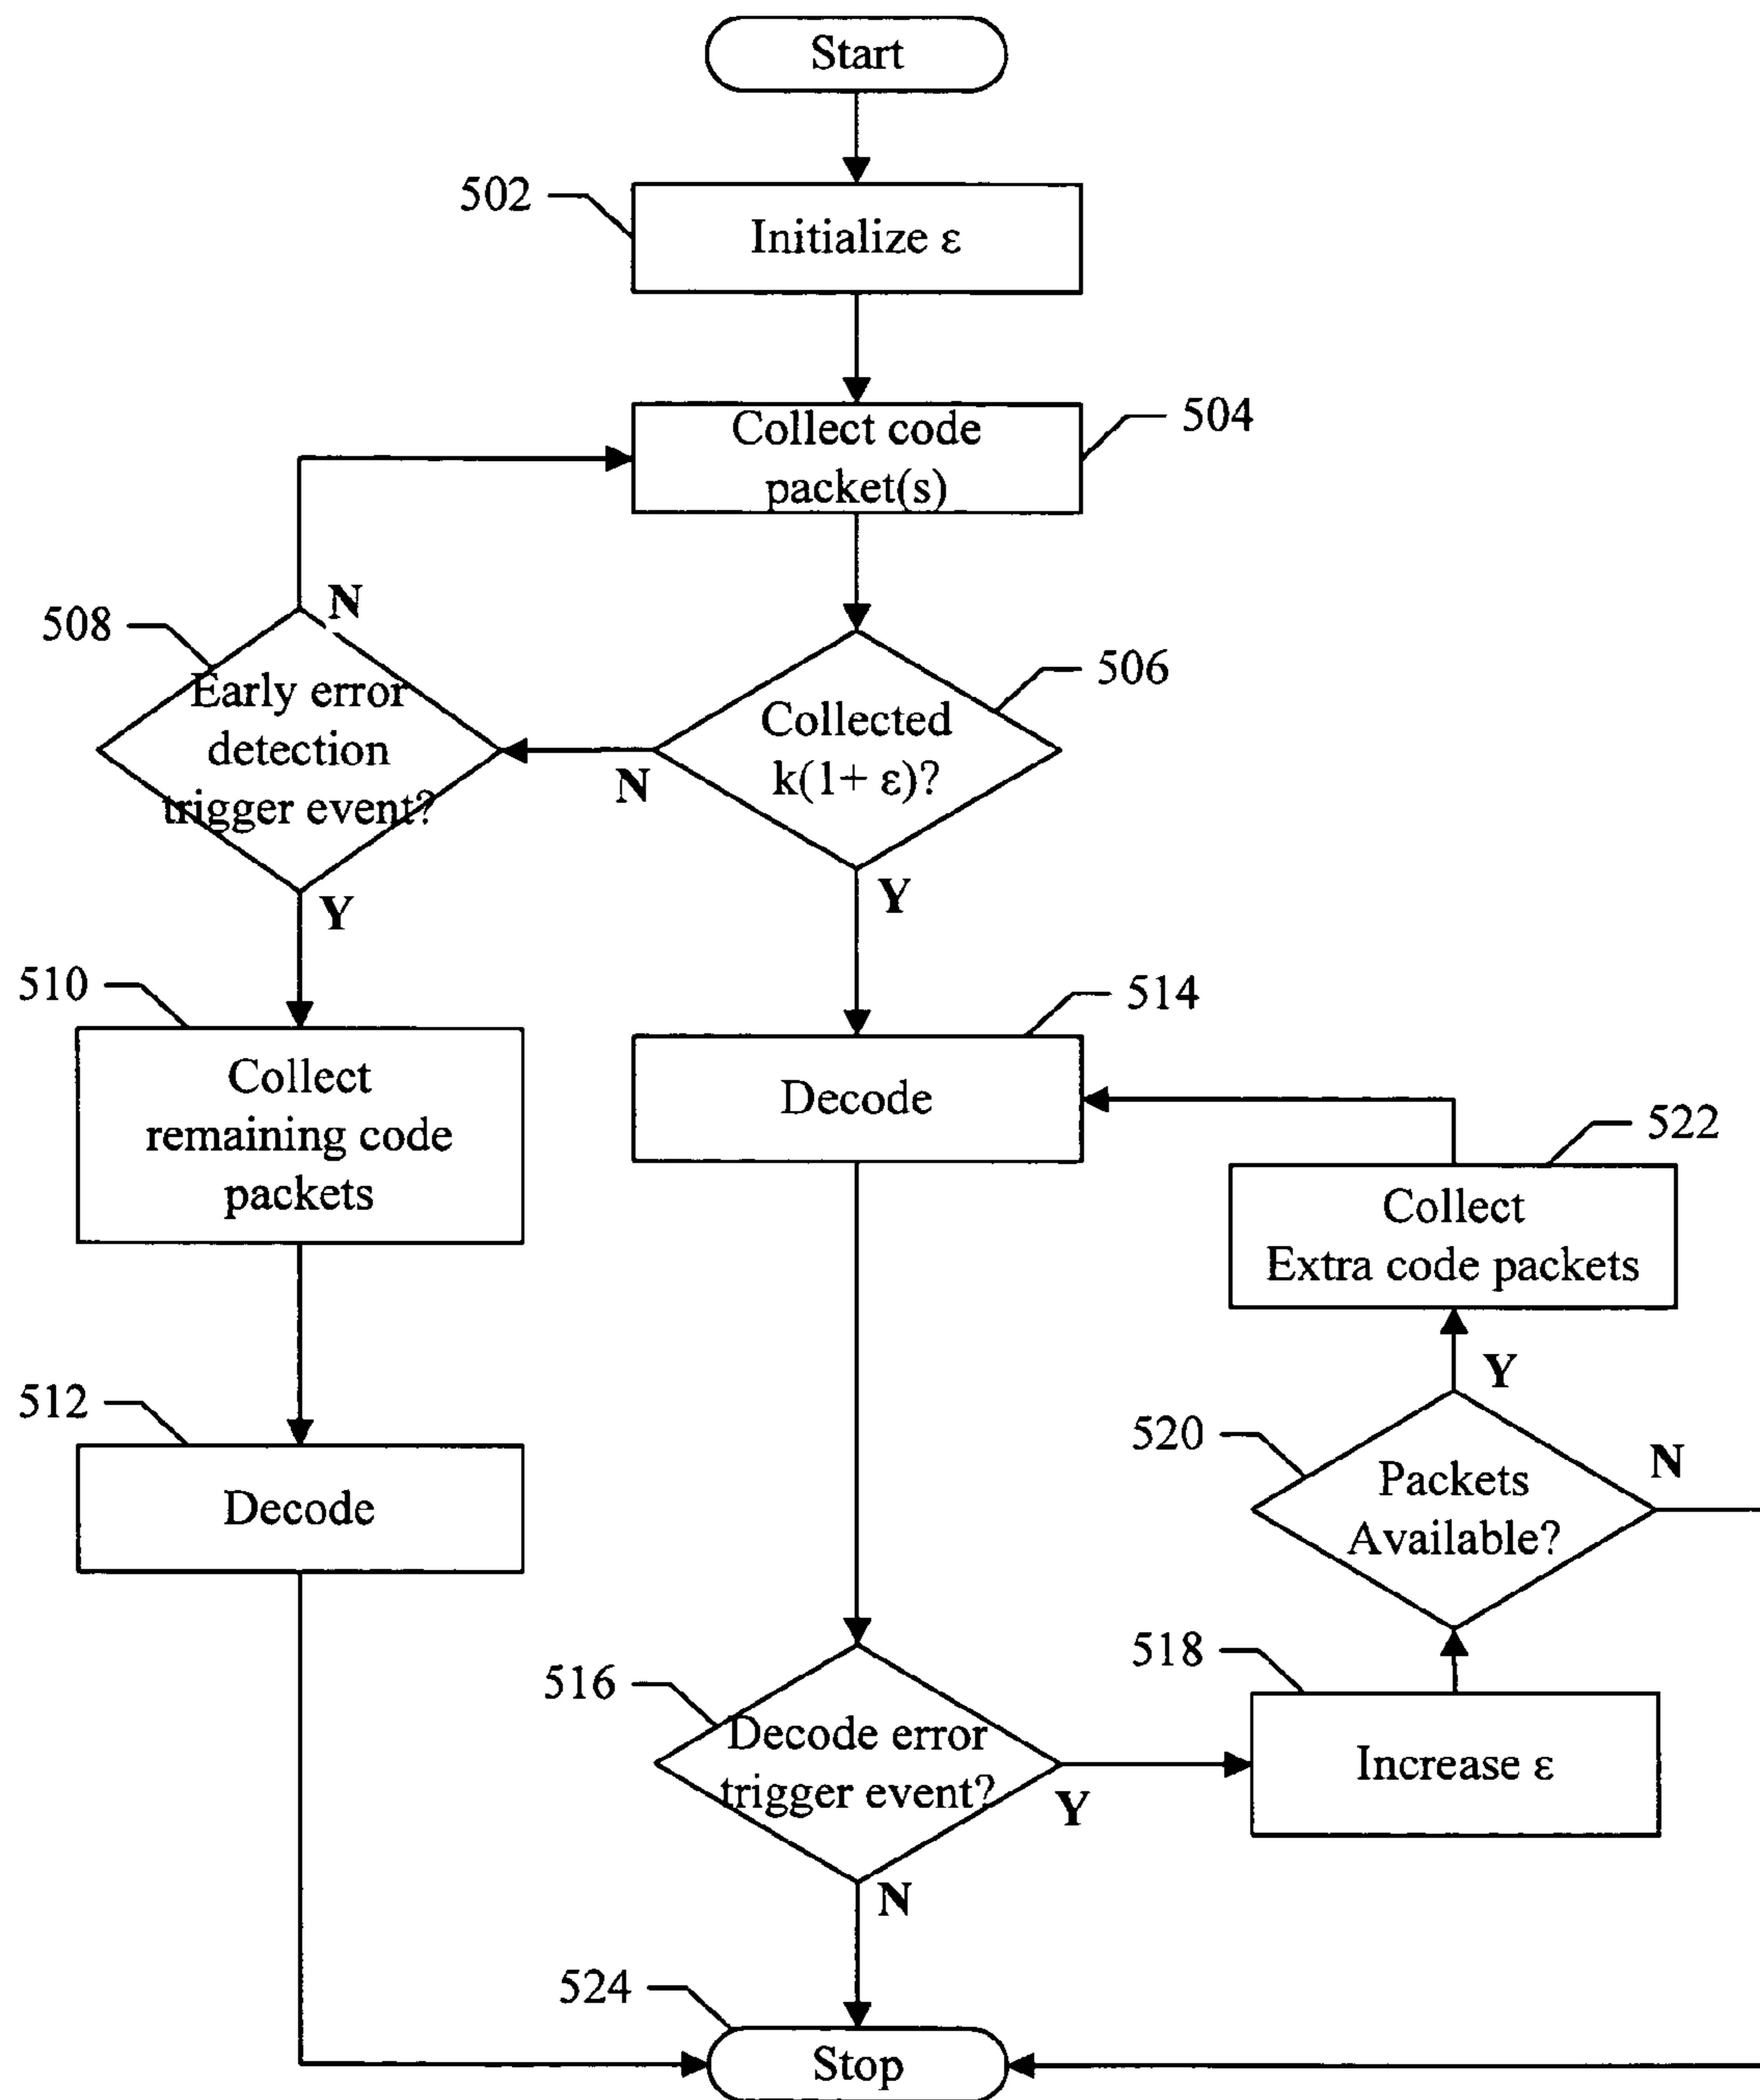 Start
502
Initialize ε
504
Collect code
packet(s)
N
508
Early error
detection
trigger event?
506
Collected
k(1+ ε)?
N
Y
Y
510
Collect
remaining code
packets
514
Decode
522
Collect
Extra code packets
Y
512
Decode
520
Packets
Available?
N
518
Increase ε
516
Decode error
trigger event?
Y
N
524
Stop